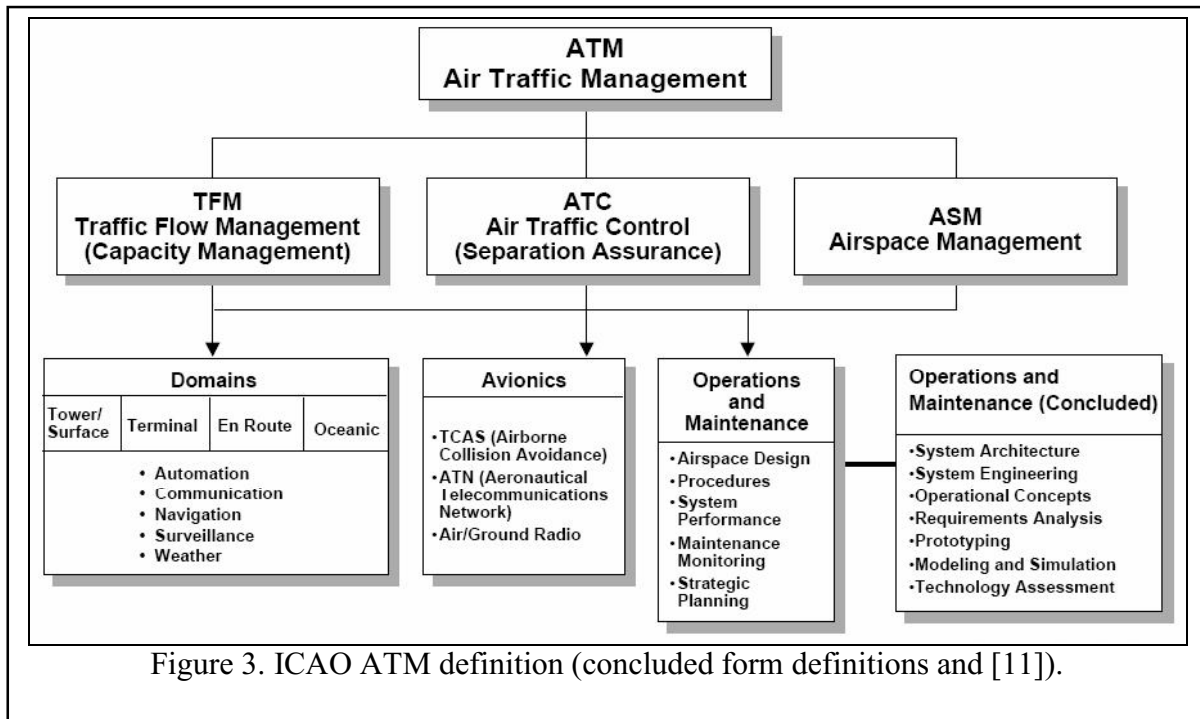 ATM
Air Traffic Management
TFM
Traffic Flow Management
(Capacity Management)
ATC
Air Traffic Control
(Separation Assurance)
ASM
Airspace Management
Domains
Tower/
Surface
Terminal
En Route
Oceanic
• Automation
• Communication
• Navigation
• Surveillance
• Weather
Avionics
•TCAS (Airborne
Collision Avoidance)
•ATN (Aeronautical
Telecommunications
Network)
•Air/Ground Radio
Operations
and
Maintenance
•Airspace Design
•Procedures
•System
Performance
•Maintenance
Monitoring
•Strategic
Planning
Operations and
Maintenance (Concluded)
•System Architecture
•System Engineering
•Operational Concepts
•Requirements Analysis
•Prototyping
•Modeling and Simulation
•Technology Assessment
Figure 3. ICAO ATM definition (concluded form definitions and [11]).